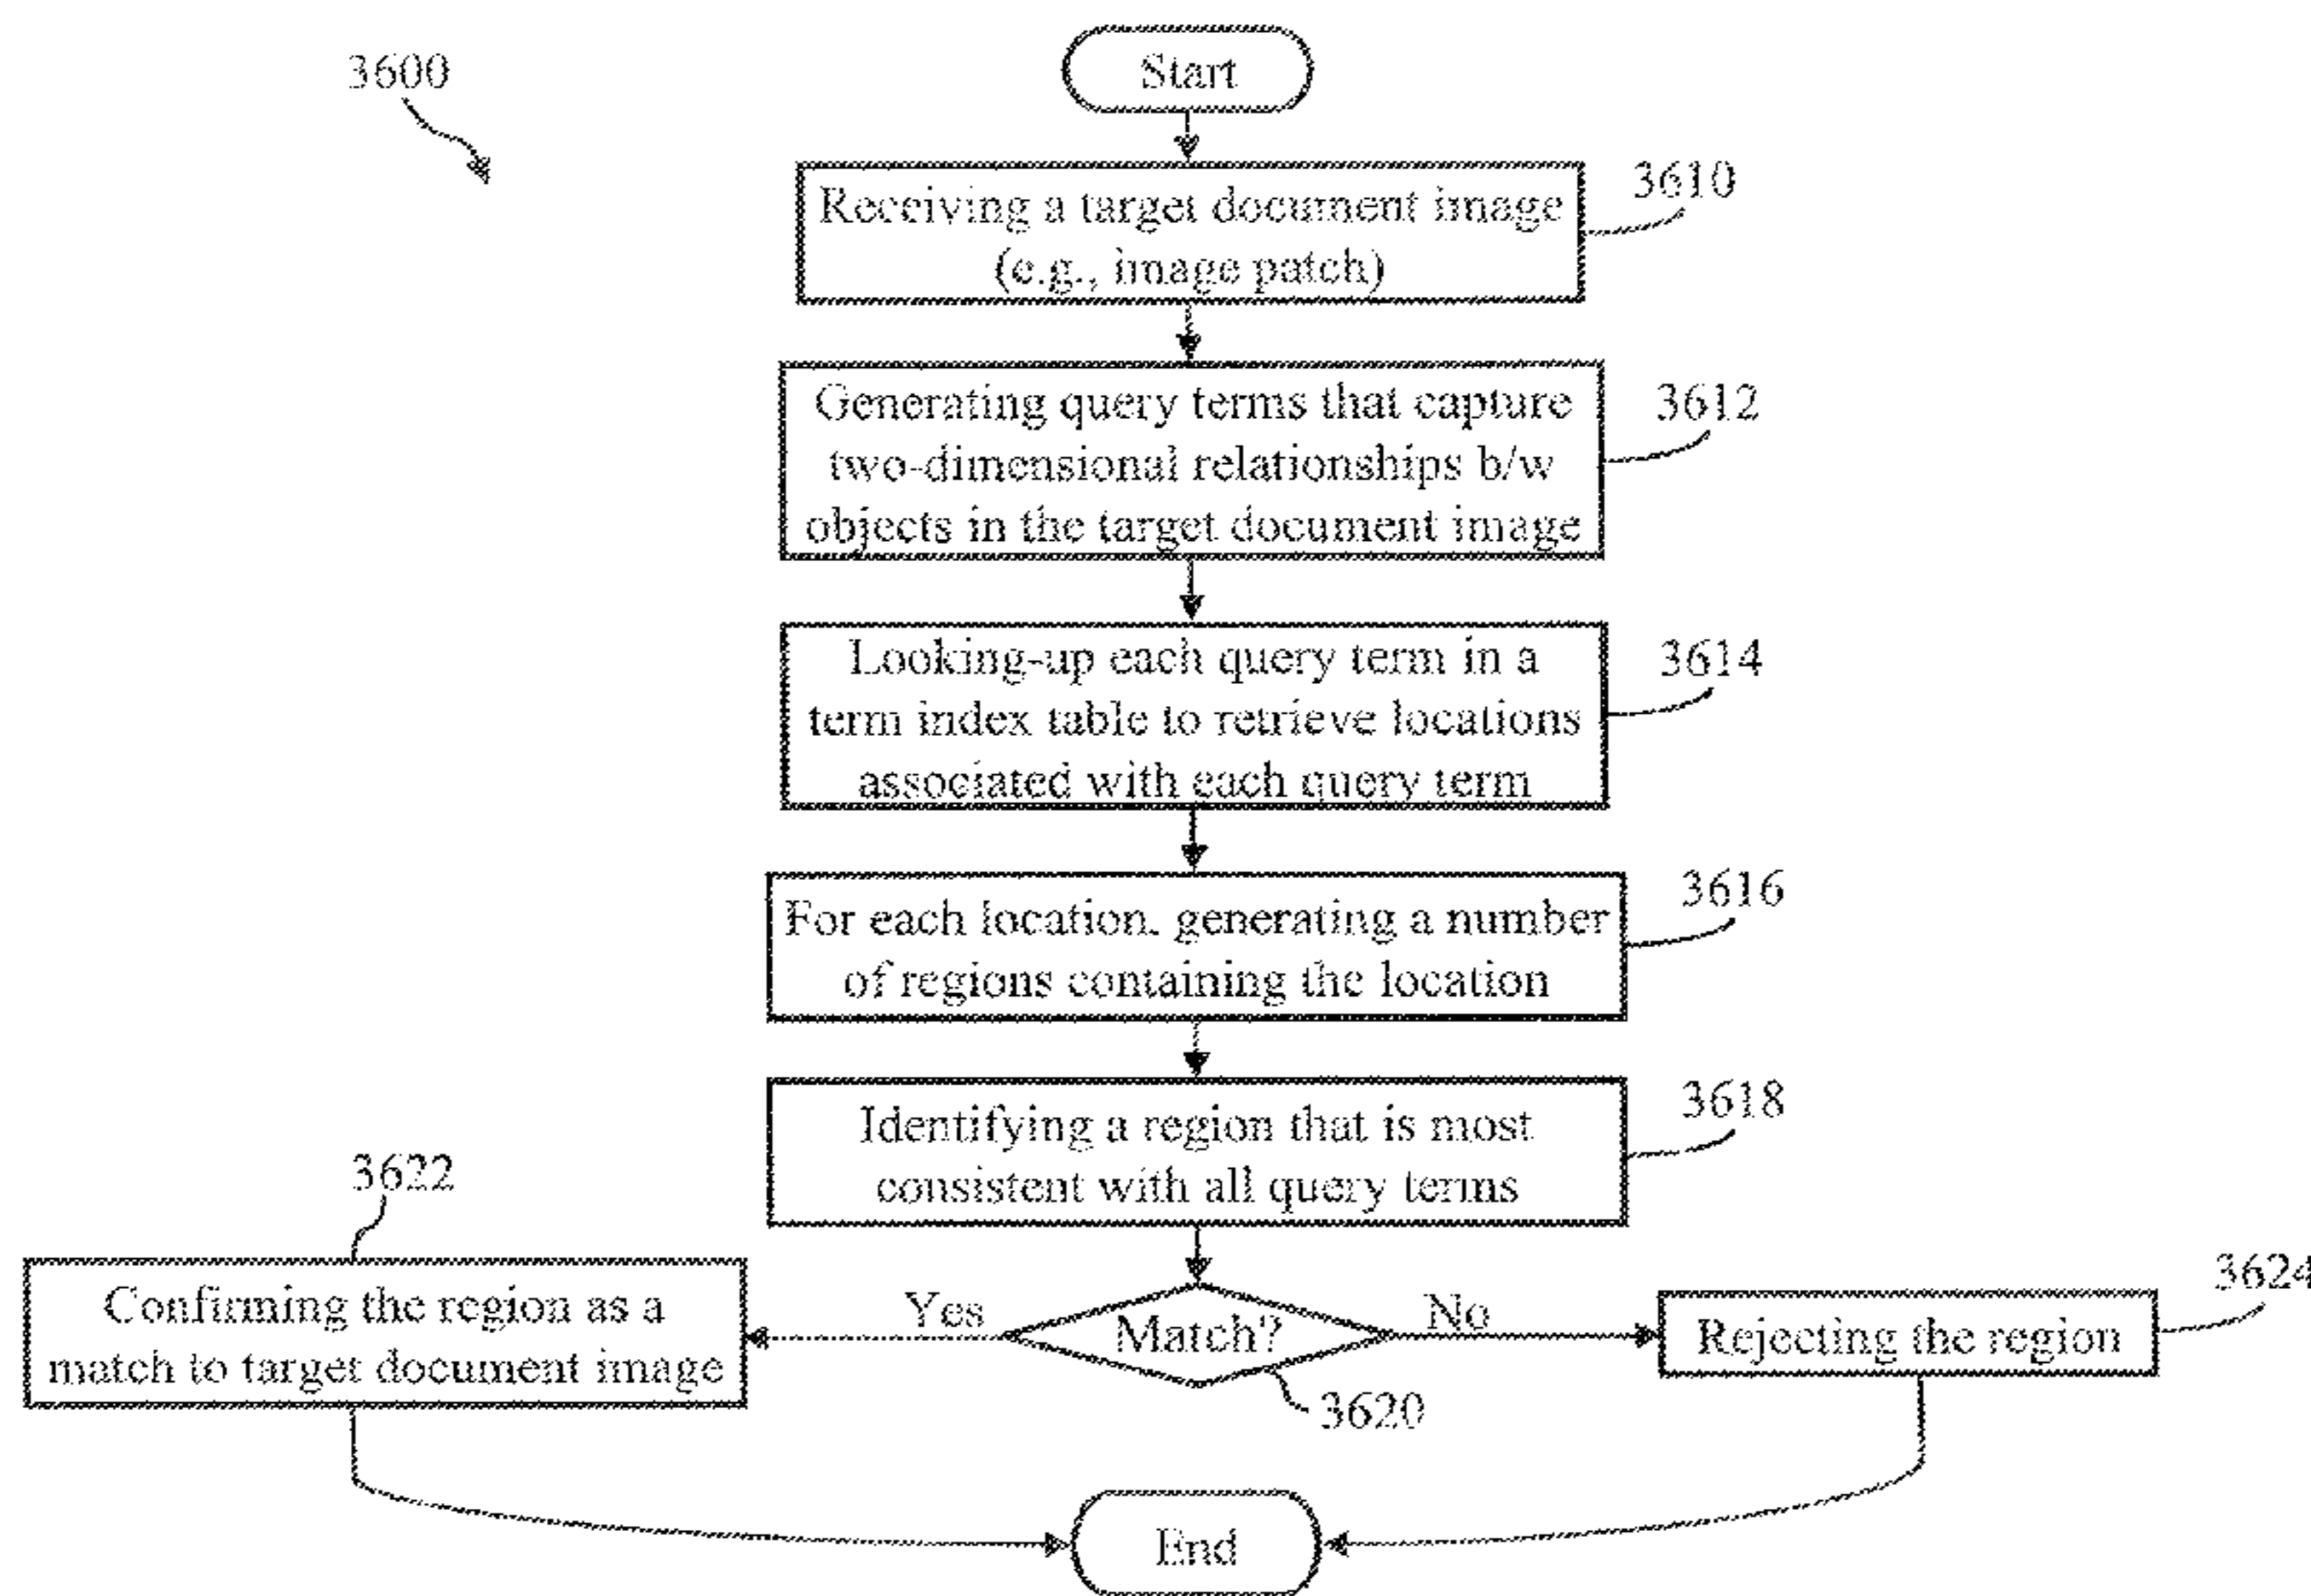 3600
Start
Receiving a target document image
(e.g., image patch)
3610
Generating query terms that capture
two-dimensional relationships b/w
objects in the target document image
3612
Looking-up each query term in a
term index table to retrieve locations
associated with each query term
3614
For each location, generating a number
of regions containing the location
3616
Identifying a region that is most
consistent with all query terms
3618
3622
Confirming the region as a
match to target document image
Yes
Match?
No
3620
Rejecting the region
3624
End